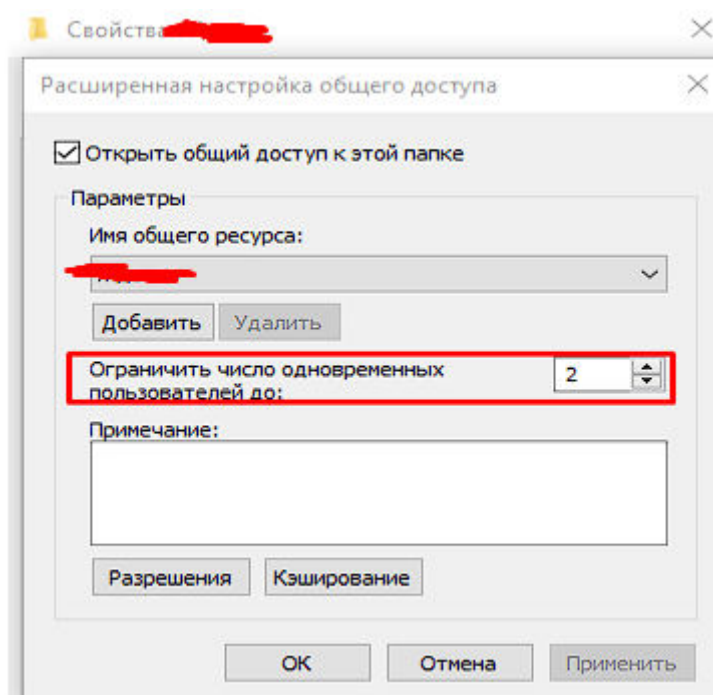 Свойства
Расширенная настройка общего доступа
Открыть общий доступ к этой папке
Параметры
Имя общего ресурса:
Добавить Удалить
Ограничить число одновременных 2
пользователей до:
Примечание:
Разрешения Кэширование
ОК Отмена Применить